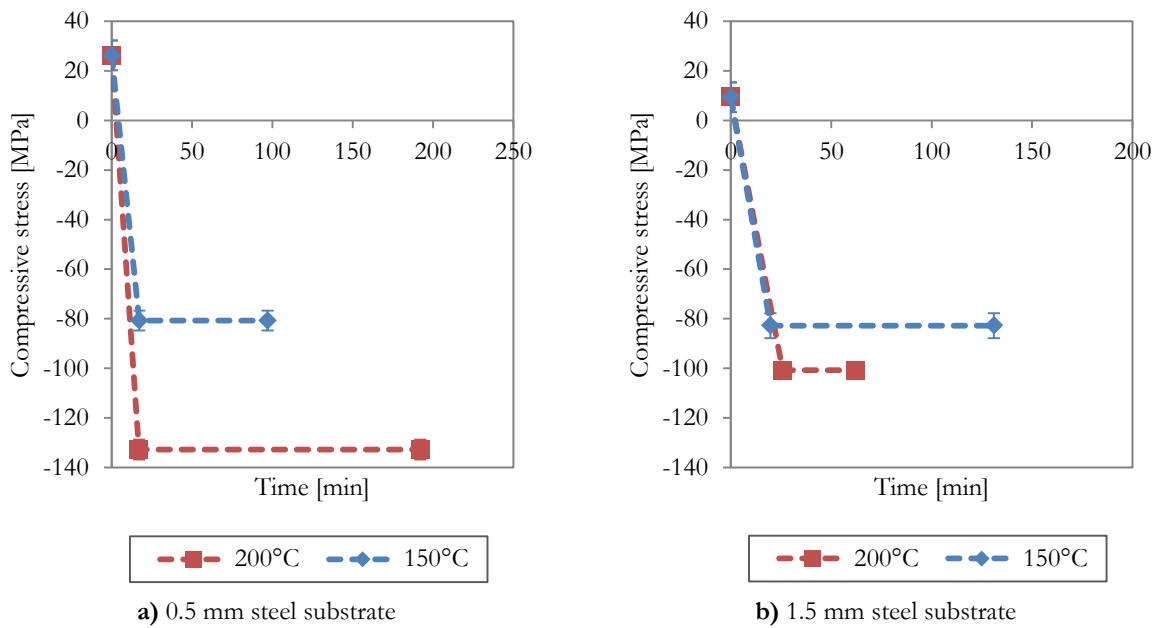 Compressive stress [MPa]
40
20
0
-20
-40
-60
-80
-100
-120
-140
0 50 100 150 200 250
Time [min]
200°C 150°C
a) 0.5 mm steel substrate
Compressive stress [MPa]
40
20
0
-20
-40
-60
-80
-100
-120
-140
0 50 100 150 200
Time [min]
200°C 150°C
b) 1.5 mm steel substrate